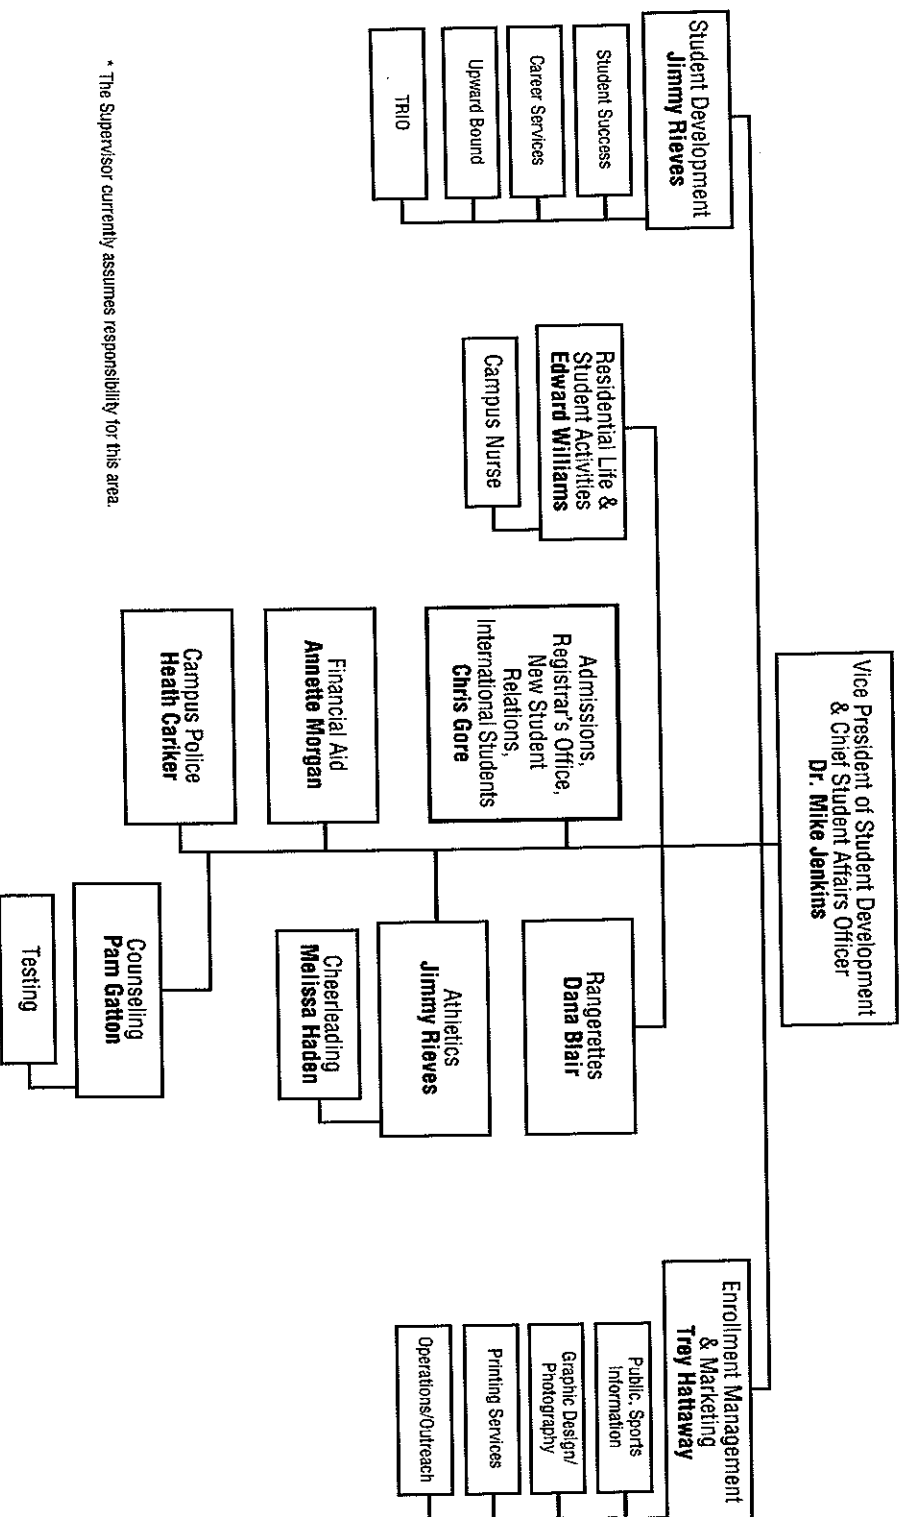 Vice President of Student Development
& Chief Student Affairs Officer
Dr. Mike Jenkins
Student Development
Jimmy Rieves
Student Success
Career Services
Upward Bound
TRIO
Residential Life &
Student Activities
Edward Williams
Campus Nurse
Admissions,
Registrar's Office,
New Student
Relations,
International Students
Chris Gore
Financial Aid
Annette Morgan
Campus Police
Heath Cariker
Rangerettes
Dana Blair
Athletics
Jimmy Rieves
Cheerleading
Melissa Haden
Counseling
Pam Gatton
Testing
Enrollment Management
& Marketing
Trey Hattaway
Public, Sports
Information
Graphic Design/
Photography
Printing Services
Operations/Outreach
* The Supervisor currently assumes responsibility for this area.